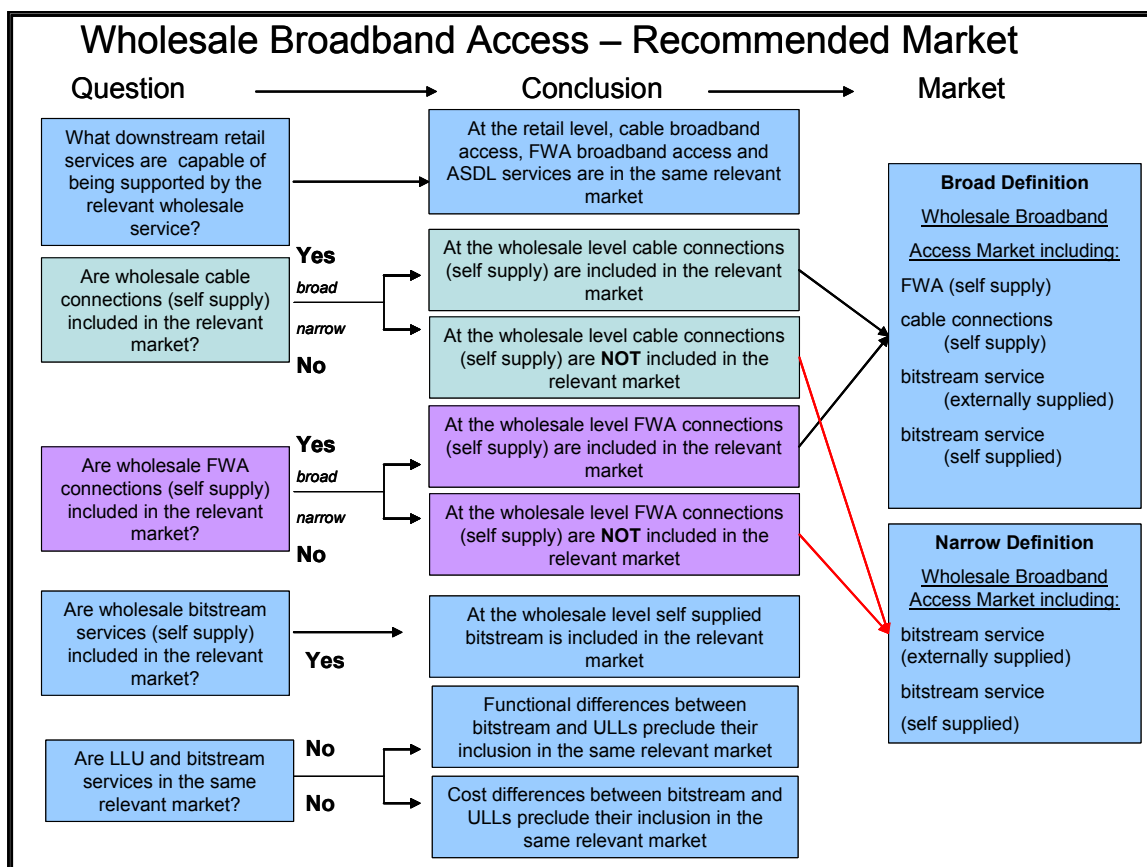 Wholesale Broadband Access – Recommended Market
Question
Conclusion
Market
What downstream retail
services are capable of
being supported by the
relevant wholesale
service?
At the retail level, cable broadband
access, FWA broadband access and
ASDL services are in the same relevant
market
Are wholesale cable
connections (self supply)
included in the relevant
market?
Yes
broad
narrow
No
At the wholesale level cable connections
(self supply) are included in the relevant
market
At the wholesale level cable connections
(self supply) are NOT included in the
relevant market
Are wholesale FWA
connections (self supply)
included in the relevant
market?
Yes
broad
narrow
No
At the wholesale level FWA connections
(self supply) are included in the relevant
market
At the wholesale level FWA connections
(self supply) are NOT included in the
relevant market
Are wholesale bitstream
services (self supply)
included in the relevant
market?
Yes
At the wholesale level self supplied
bitstream is included in the relevant
market
Are LLU and bitstream
services in the same
relevant market?
No
No
Functional differences between
bitstream and ULLs preclude their
inclusion in the same relevant market
Cost differences between bitstream and
ULLs preclude their inclusion in the
same relevant market
Broad Definition
Wholesale Broadband
Access Market including:
FWA (self supply)
cable connections
(self supply)
bitstream service
(externally supplied)
bitstream service
(self supplied)
Narrow Definition
Wholesale Broadband
Access Market including:
bitstream service
(externally supplied)
bitstream service
(self supplied)